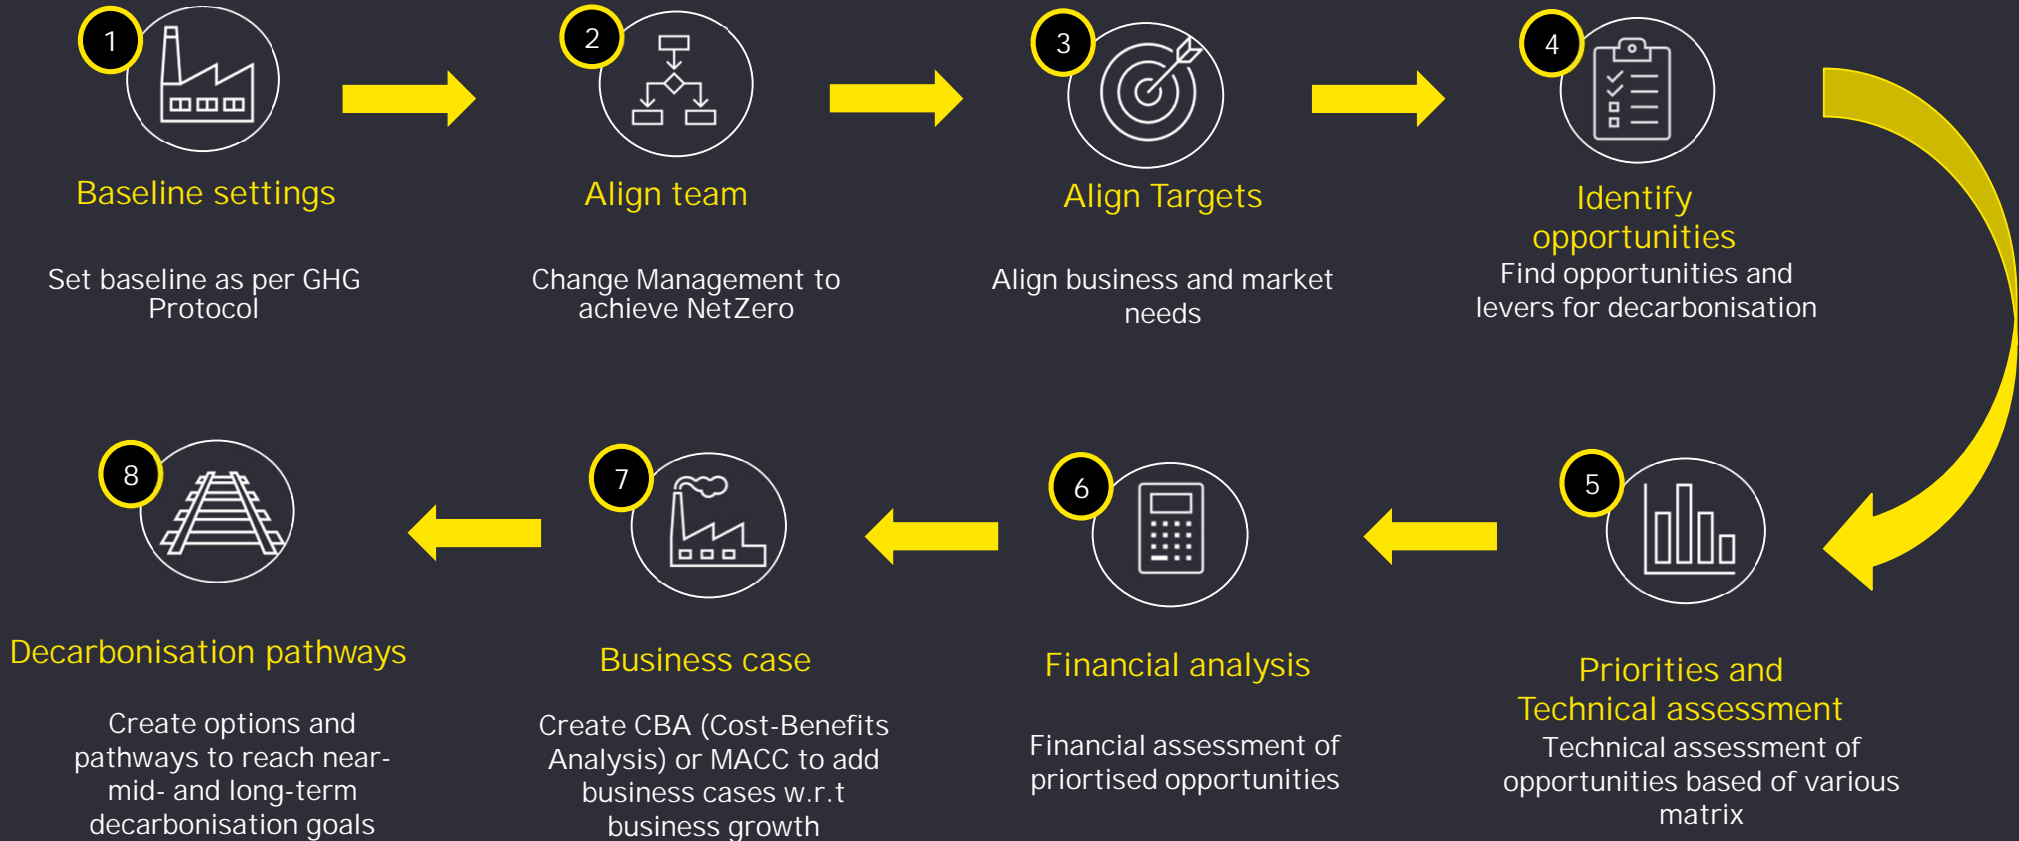 1
Baseline settings
Set baseline as per GHG
Protocol
2
Align team
Change Management to
achieve NetZero
3
Align Targets
Align business and market
needs
4
Identify
opportunities
Find opportunities and
levers for decarbonisation
5
Priorities and
Technical assessment
Technical assessment of
opportunities based of various
matrix
6
Financial analysis
Financial assessment of
priortised opportunities
7
Business case
Create CBA (Cost-Benefits
Analysis) or MACC to add
business cases w.r.t
business growth
8
Decarbonisation pathways
Create options and
pathways to reach near-
mid- and long-term
decarbonisation goals